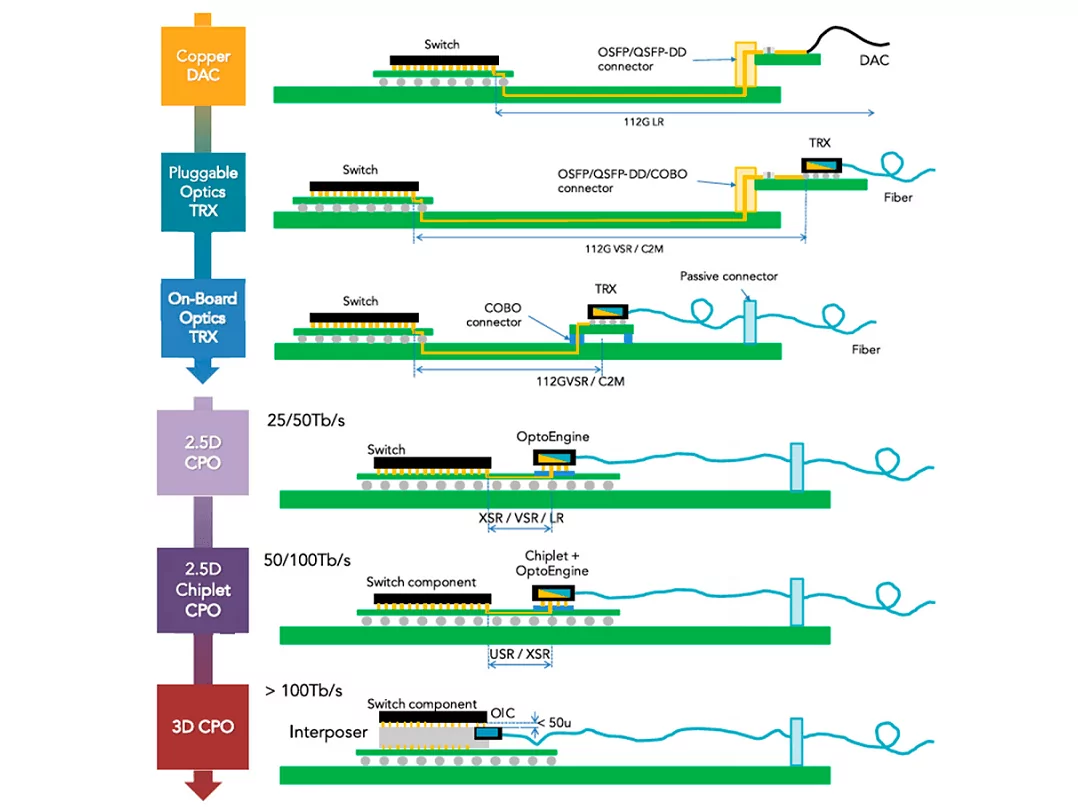 Copper
DAC
Switch
OSFP/QSFP-DD
connector
DAC
112G LR
Pluggable
Optics
TRX
Switch
OSFP/QSFP-DD/COBO
connector
TRX
Fiber
112G VSR / C2M
On-Board
Optics
TRX
Switch
COBO
connector
TRX
Passive connector
Fiber
112GVSR / C2M
2.5D
CPO
25/50Tb/s
Switch
OptoEngine
XSR / VSR / LR
2.5D
Chiplet
CPO
50/100Tb/s
Switch component
Chiplet +
OptoEngine
USR / XSR
3D CPO
> 100Tb/s
Switch component
OIC
< 50u
Interposer